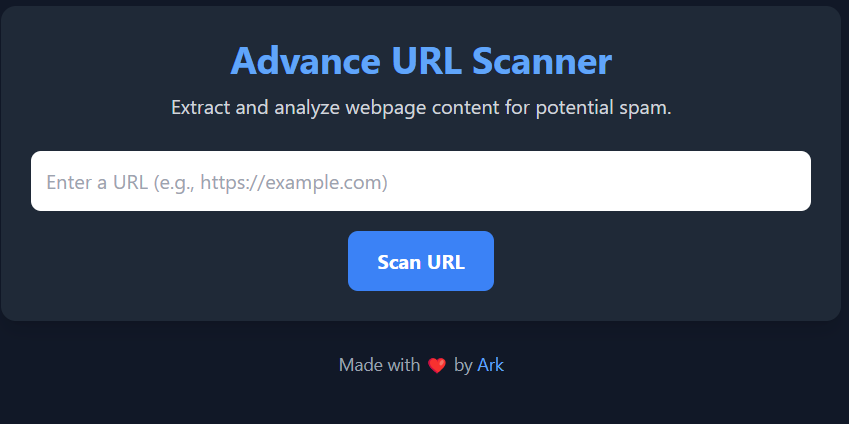 Advance URL Scanner
Extract and analyze webpage content for potential spam.
Enter a URL (e.g., https://example.com)
Scan URL
Made with ❤️ by Ark